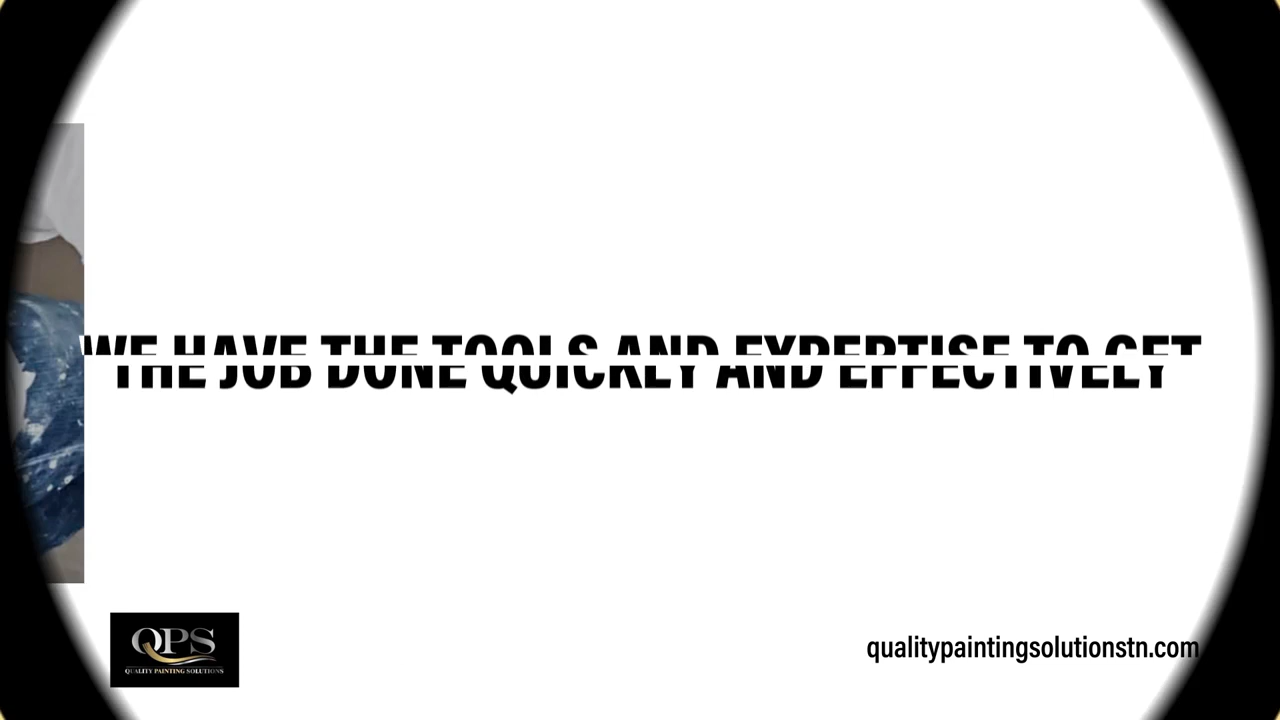 WE HAVE THE TOOLS AND EXPERTISE TO GET
THE JOB DONE QUICKLY AND EFFECTIVELY
QPS
QUALITY PAINTING SOLUTIONS
qualitypaintingsolutionstn.com